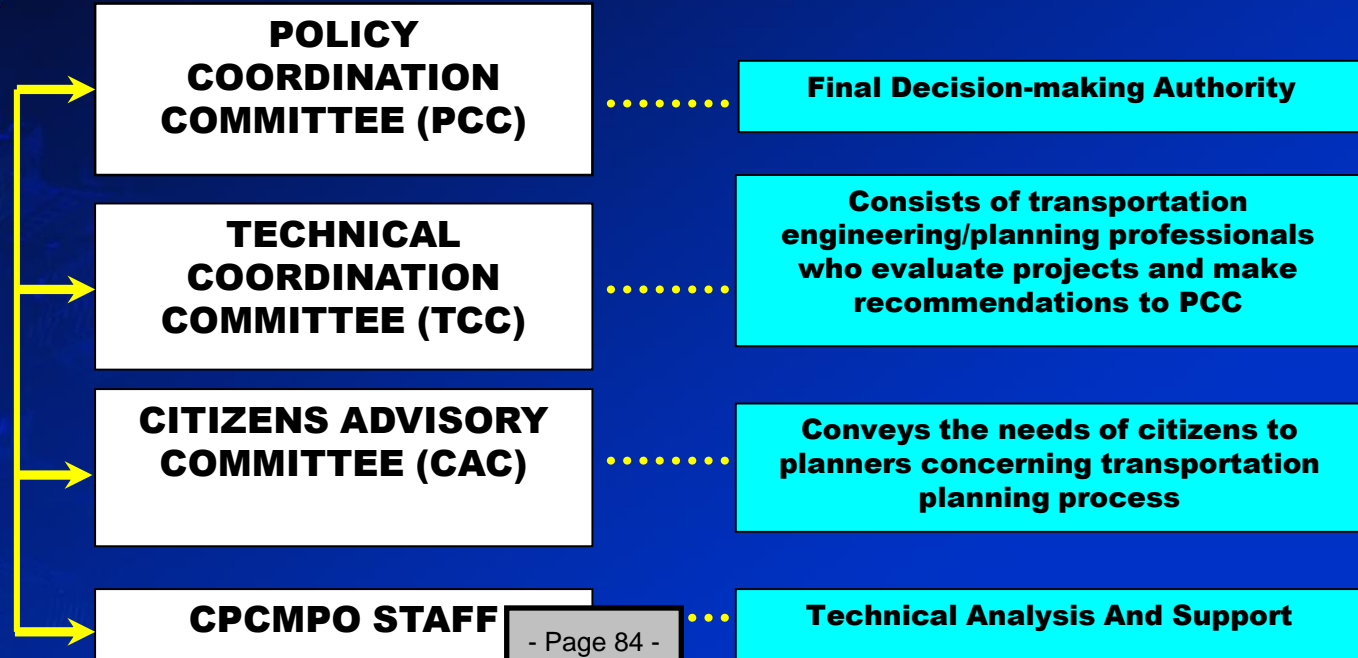 POLICY
COORDINATION
COMMITTEE (PCC)
Final Decision-making Authority
TECHNICAL
COORDINATION
COMMITTEE (TCC)
Consists of transportation
engineering/planning professionals
who evaluate projects and make
recommendations to PCC
CITIZENS ADVISORY
COMMITTEE (CAC)
Conveys the needs of citizens to
planners concerning transportation
planning process
CPCMPO STAFF
Technical Analysis And Support
- Page 84 -